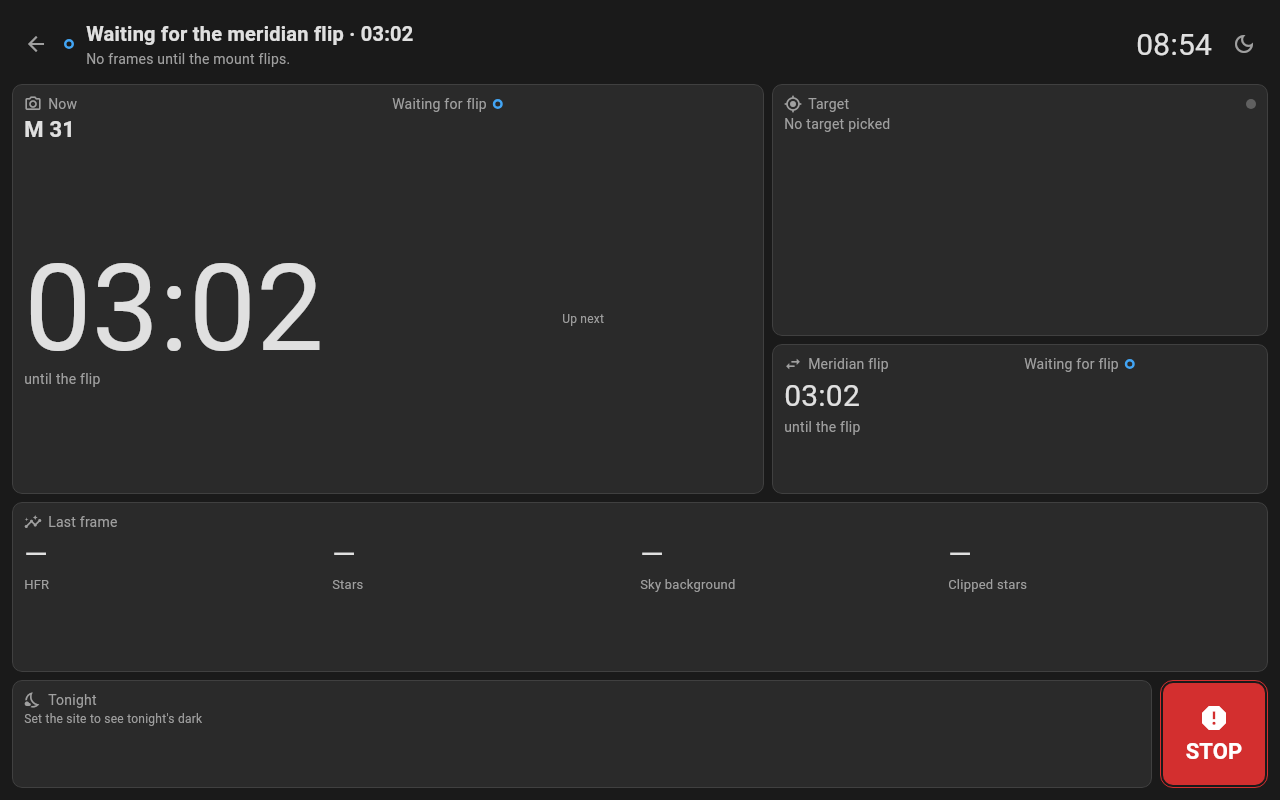 Waiting for the meridian flip · 03:02
No frames until the mount flips.
08:54
Now
Waiting for flip
M 31
03:02
until the flip
Up next
Target
No target picked
Meridian flip
Waiting for flip
03:02
until the flip
Last frame
—
HFR
—
Stars
—
Sky background
—
Clipped stars
Tonight
Set the site to see tonight's dark
STOP